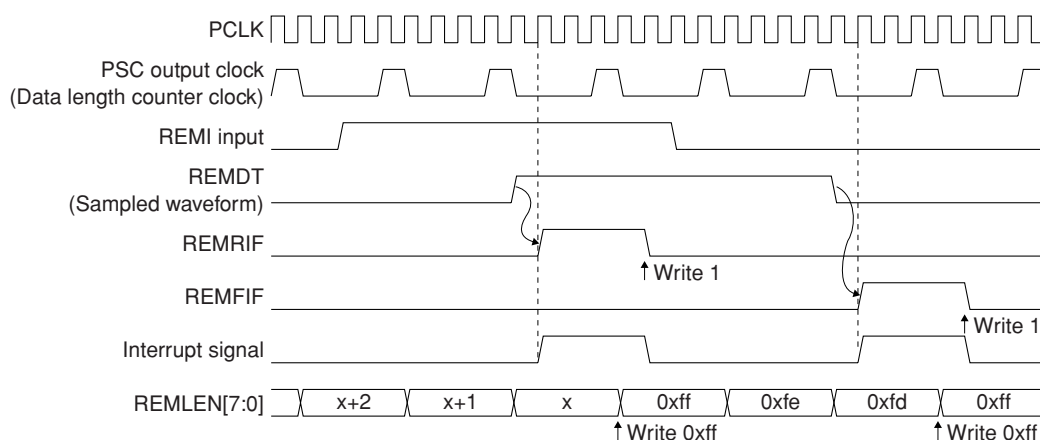 PCLK
PSC output clock
(Data length counter clock)
REMI input
REMDT
(Sampled waveform)
REMRIF
Write 1
REMFIF
Write 1
Interrupt signal
REMLEN[7:0] x+2 x+1 x 0xff 0xfe 0xfd 0xff
Write 0xff Write 0xff